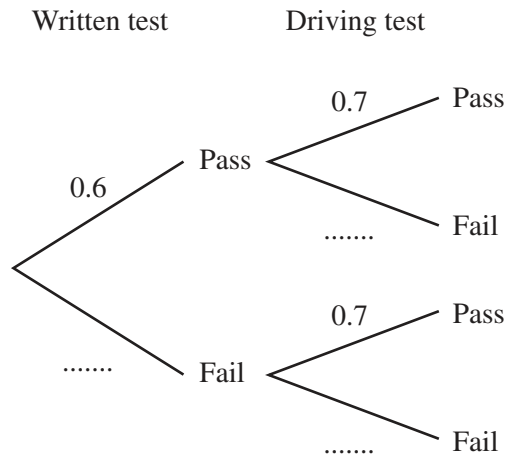 Written test Driving test
0.7 Pass
Pass
0.6
....... Fail
0.7 Pass
....... Fail
....... Fail